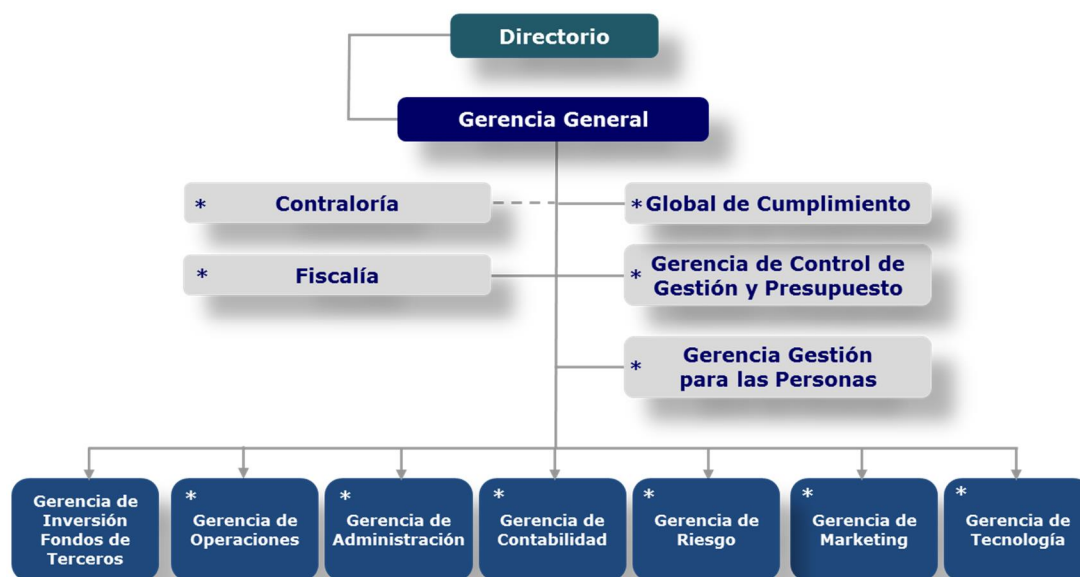 Directorio
Gerencia General
* Contraloría
* Global de Cumplimiento
* Fiscalía
* Gerencia de Control de
Gestión y Presupuesto
* Gerencia Gestión
para las Personas
Gerencia de
Inversión
Fondos de
Terceros
*
Gerencia de
Operaciones
*
Gerencia de
Administración
*
Gerencia de
Contabilidad
*
Gerencia de
Riesgo
*
Gerencia de
Marketing
*
Gerencia de
Tecnología